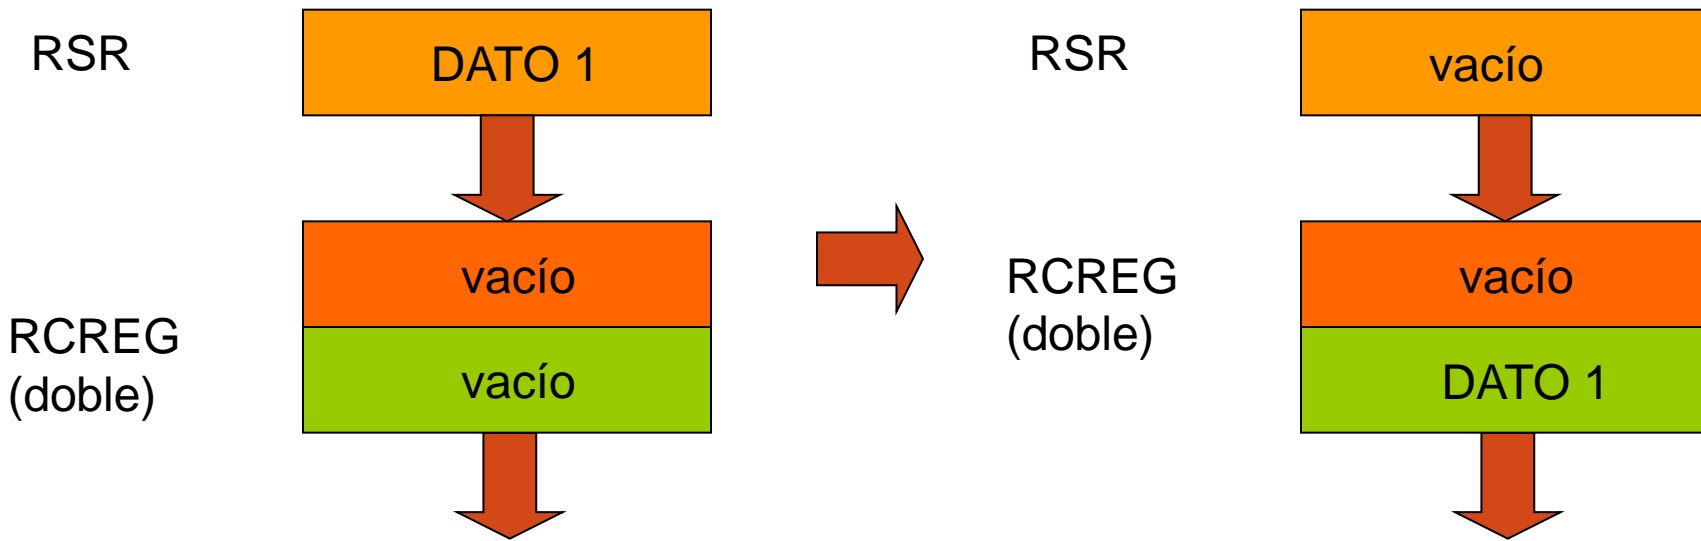 RSR
DATO 1
vacío
RCREG
(doble)
vacío
RSR
vacío
RCREG
(doble)
vacío
DATO 1